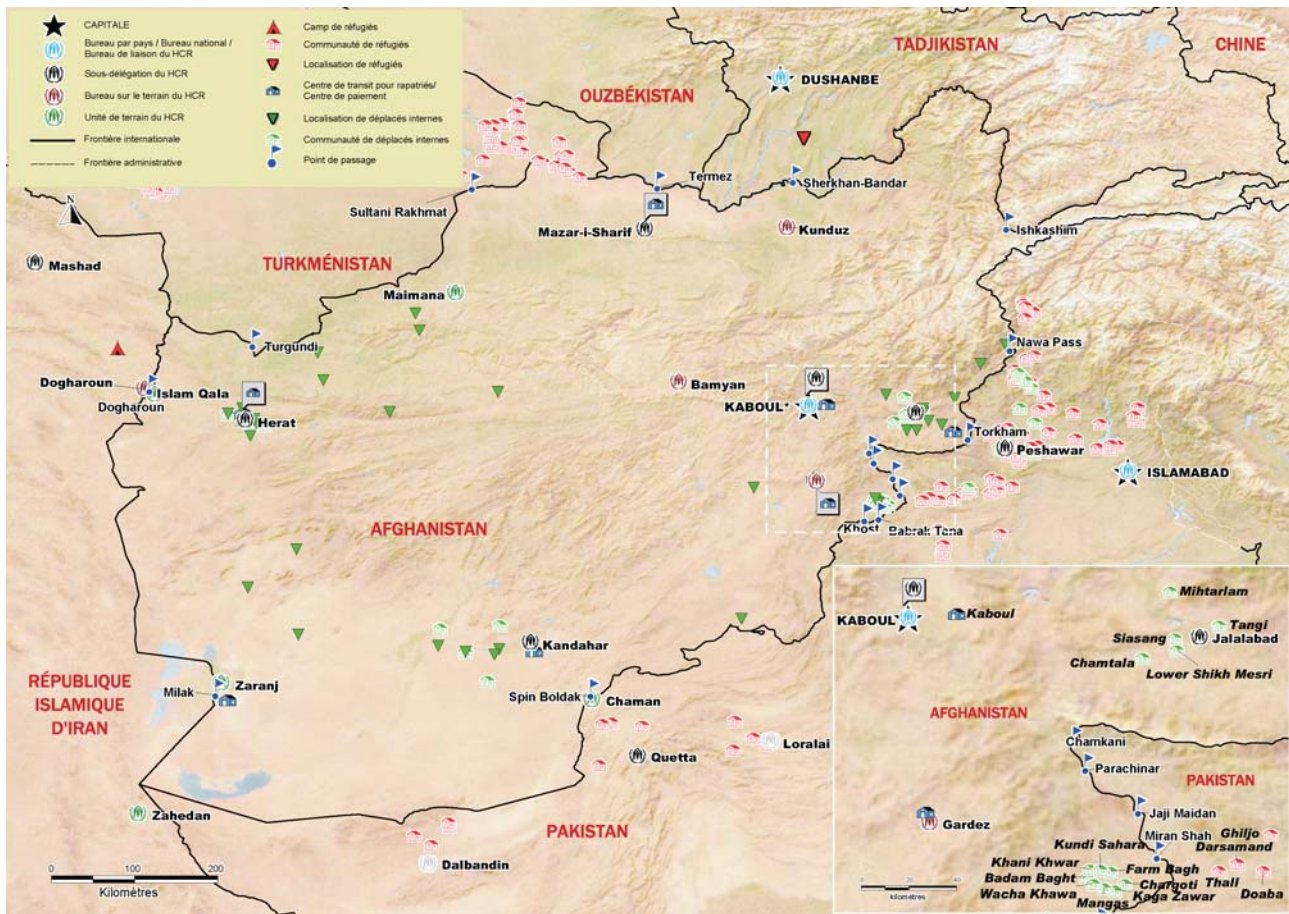 CAPITALE
Bureau par pays / Bureau national /
Bureau de liaison du HCR
Sous-délégation du HCR
Bureau sur le terrain du HCR
Unité de terrain du HCR
Frontière internationale
Frontière administrative
Camp de réfugiés
Communauté de réfugiés
Localisation de réfugiés
Centre de transit pour rapatriés/
Centre de paiement
Localisation de déplacés internes
Communauté de déplacés internes
Point de passage
TADJIKISTAN
CHINE
DUSHANBE
OUZBÉKISTAN
Termez
Sherkhan-Bandar
Sultani Rakhmat
N
Mazar-i-Sharif
Kunduz
Ishkashim
Mashad
TURKMÉNISTAN
Maimana
Turgundi
Nawa Pass
Dogharoun
Islam Qala
Dogharoun
Bamyan
KABOUL*
Herat
Torkham
Peshawar
ISLAMABAD
AFGHANISTAN
Khost
Babrak Tana
Kandahar
RÉPUBLIQUE
ISLAMIQUE
D'IRAN
Zaranj
Milak
Spin Boldak
Chaman
Loralai
Quetta
Zahedan
PAKISTAN
Dalbandin
0 100 200
Kilomètres
Mihtarlam
KABOUL
Kaboul
Tangi
Siasang
Jalalabad
Chamtala
Lower Shikh Mesri
AFGHANISTAN
Chamkani
Parachinar
PAKISTAN
Jaji Maidan
Gardez
Miran Shah
Ghiljo
Kundi Sahara
Darsamand
Khani Khwar
Farm Bagh
Badam Baght
Chargoti
Thall
Wacha Khawa
Kaga Zawar
Doaba
Mangas
0 20 40
kilomètres